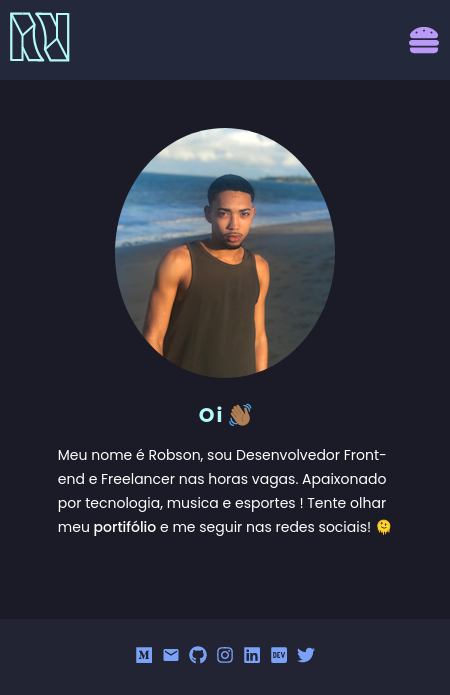 Oi 👋🏽
Meu nome é Robson, sou Desenvolvedor Front-
end e Freelancer nas horas vagas. Apaixonado
por tecnologia, musica e esportes ! Tente olhar
meu portifólio e me seguir nas redes sociais! 🫠
M in DEV